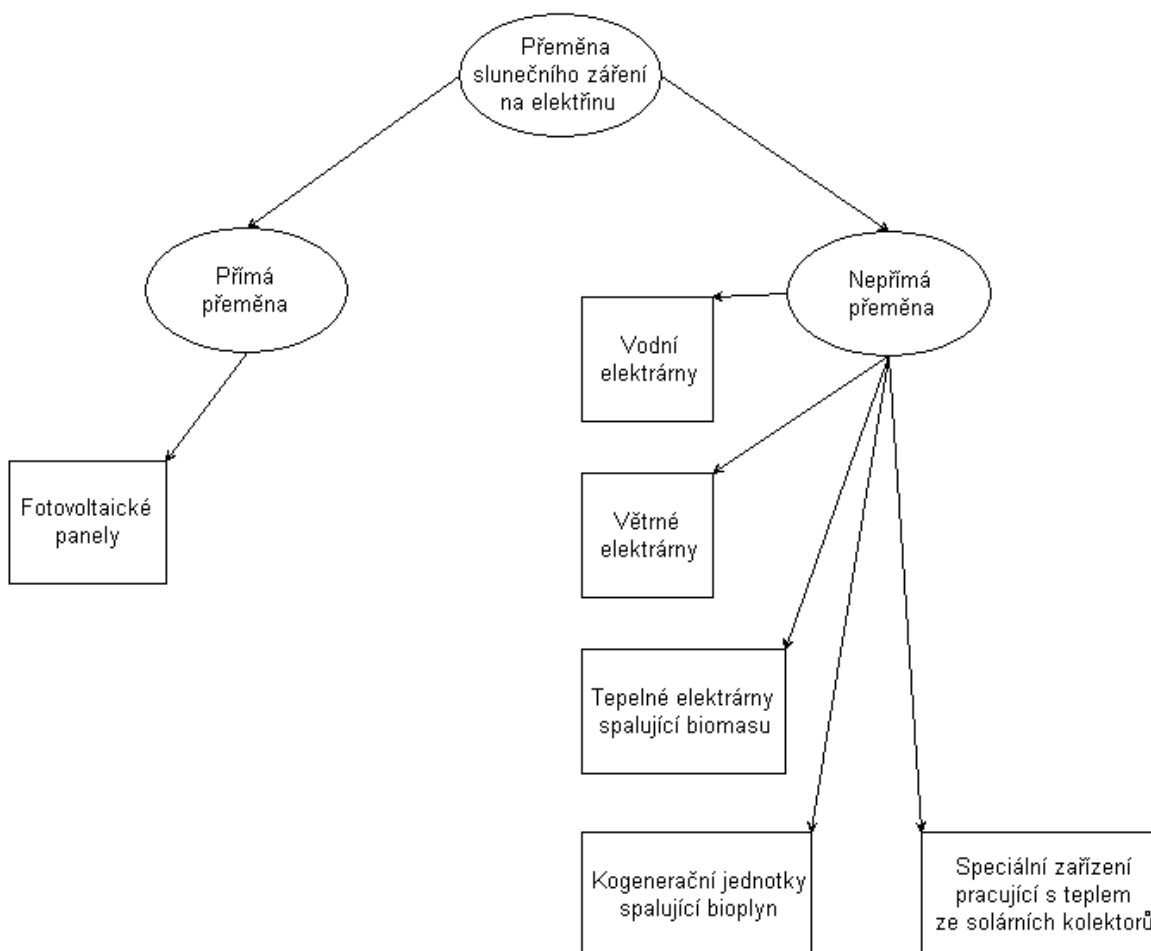 Přeměna
slunečního záření
na elektřinu
Přímá
přeměna
Nepřímá
přeměna
Vodní
elektrárny
Fotovoltaické
panely
Větrné
elektrárny
Tepelné elektrárny
spalující biomasu
Kogenerační jednotky
spalující bioplyn
Speciální zařízení
pracující s teplem
ze solárních kolektorů